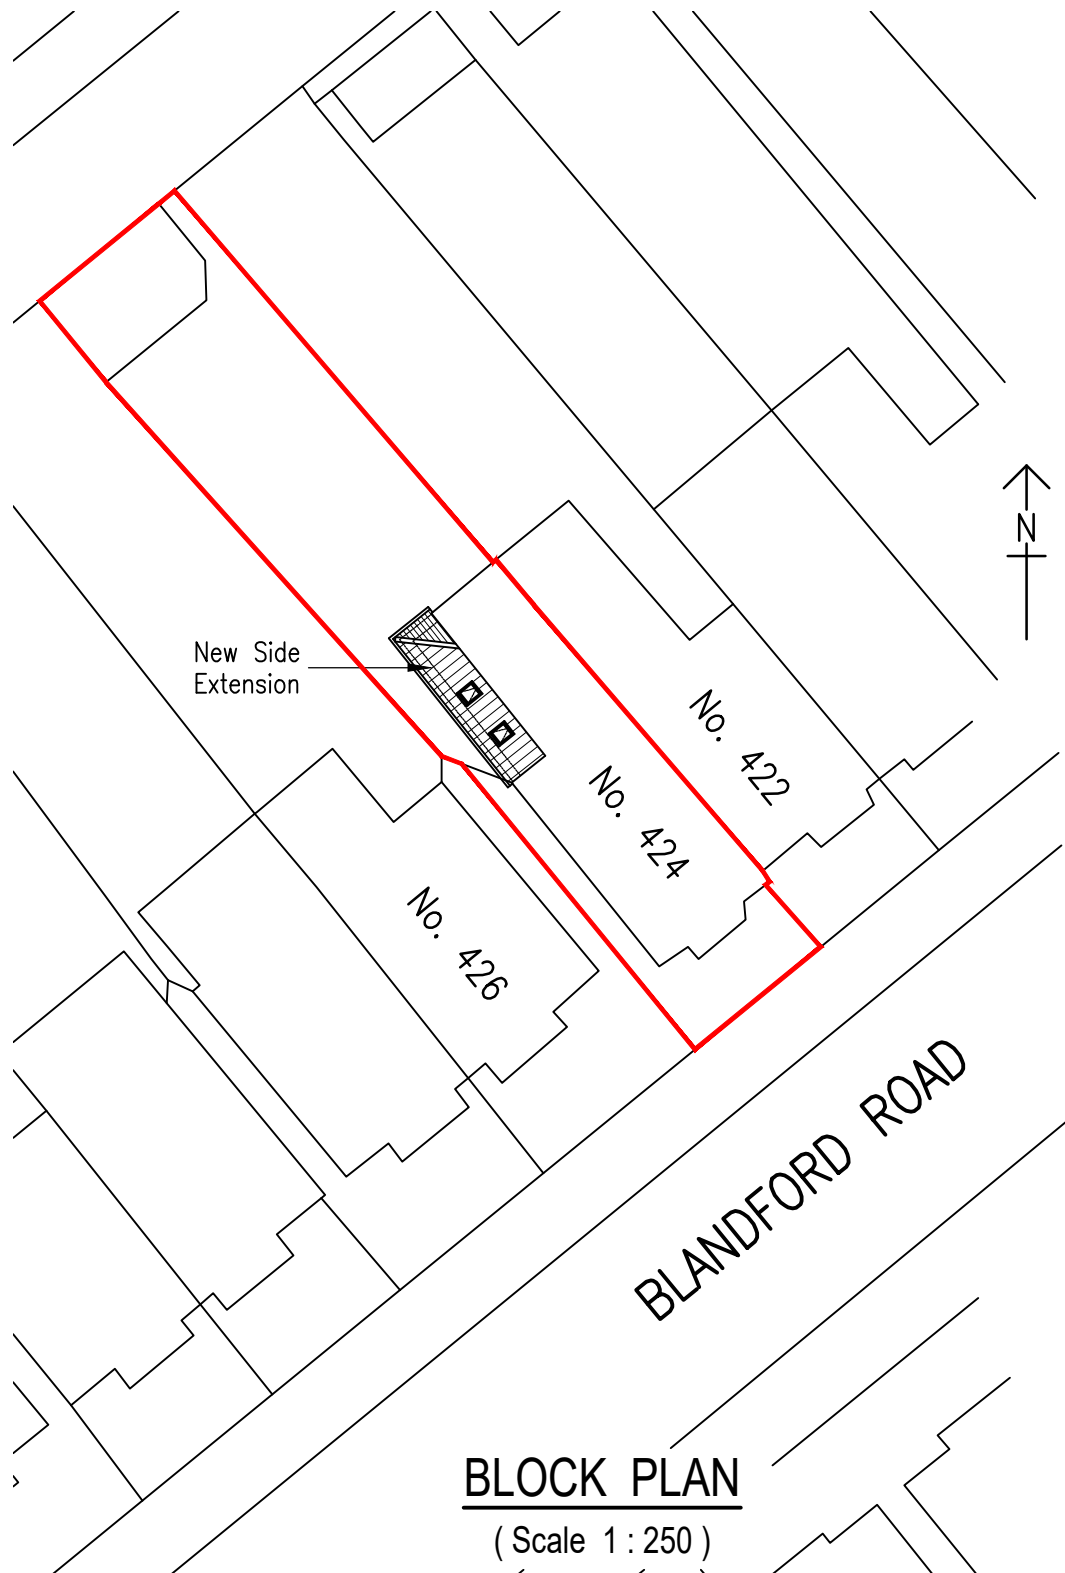 N
New Side
Extension
No. 422
No. 424
No. 426
BLANDFORD ROAD
BLOCK PLAN
( Scale 1 : 250 )